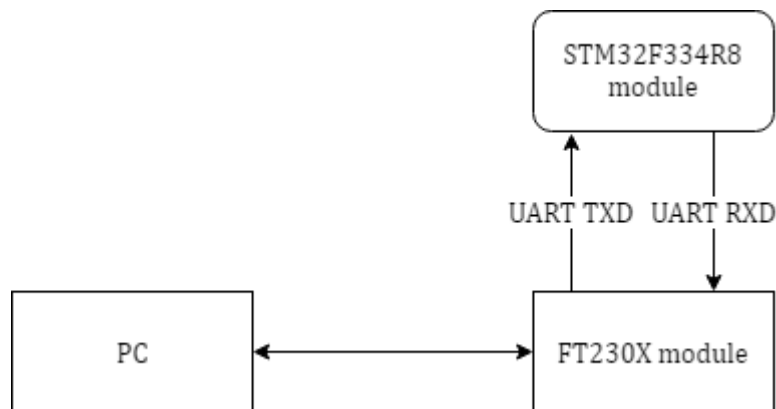 STM32F334R8
module
UART TXD
UART RXD
PC
FT230X module